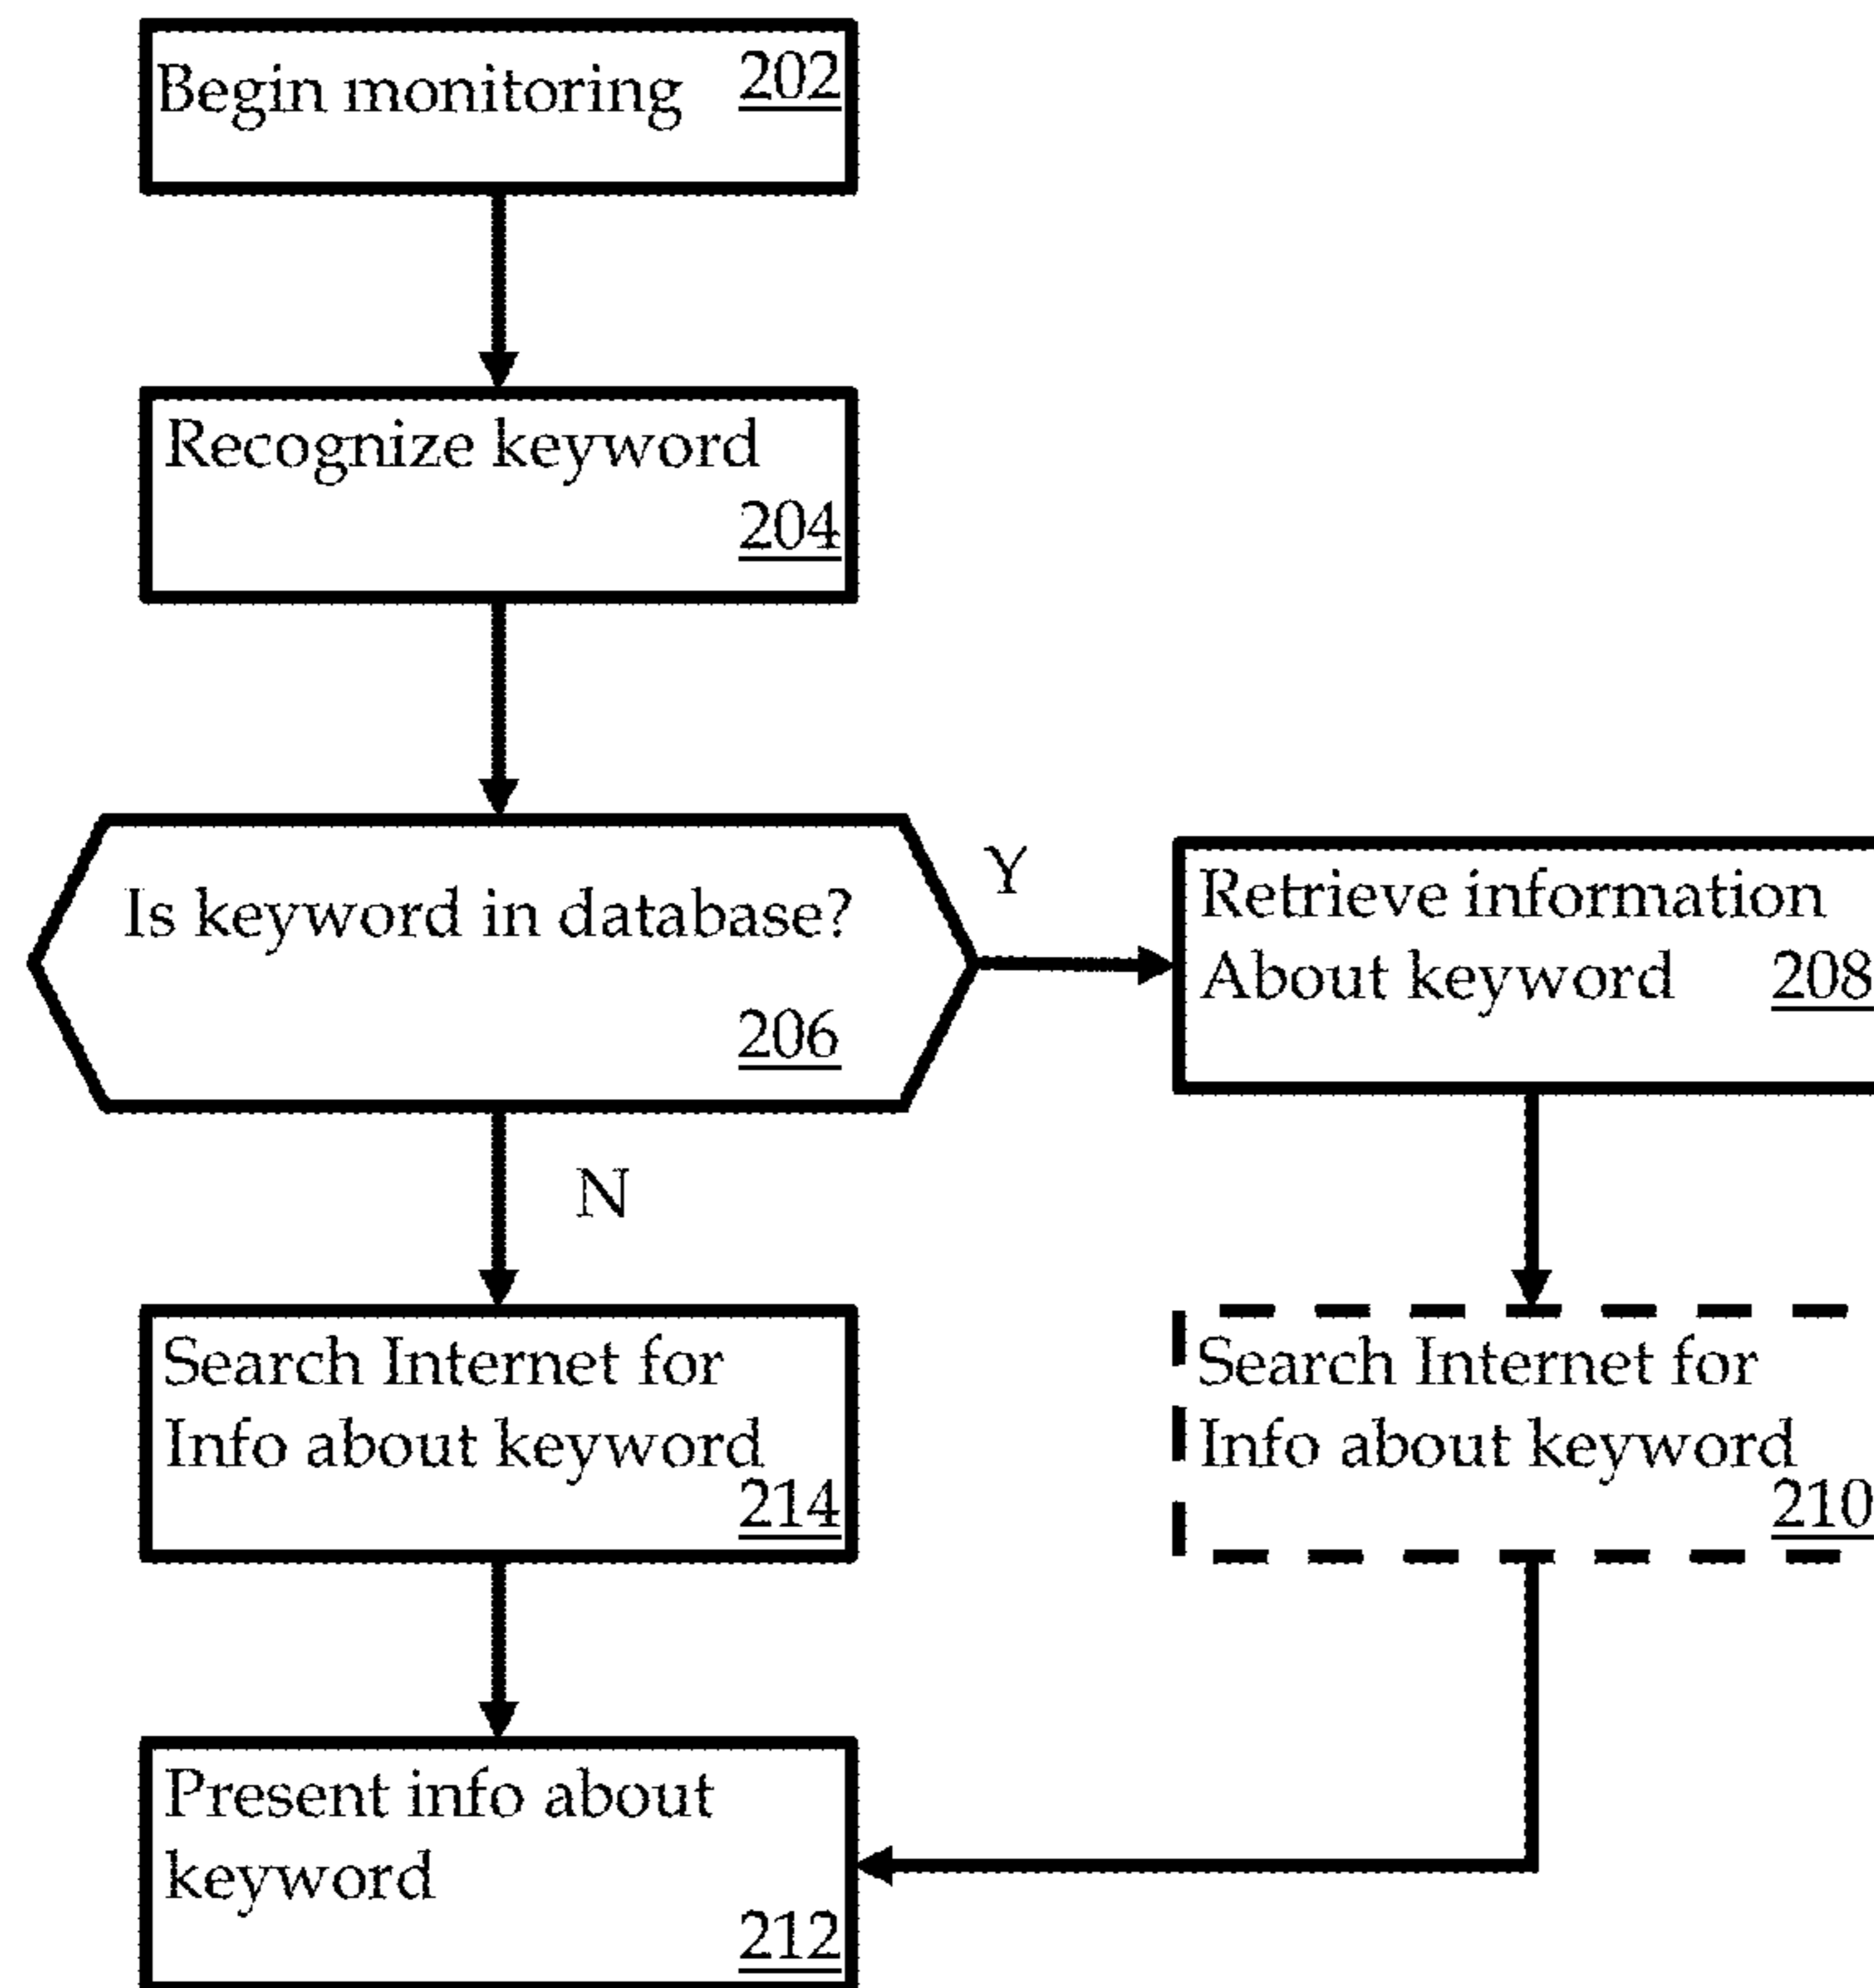 Begin monitoring 202
Recognize keyword
204
Is keyword in database?
206
Y
Retrieve information
About keyword 208
N
Search Internet for
Info about keyword
214
Search Internet for
Info about keyword
210
Present info about
keyword
212